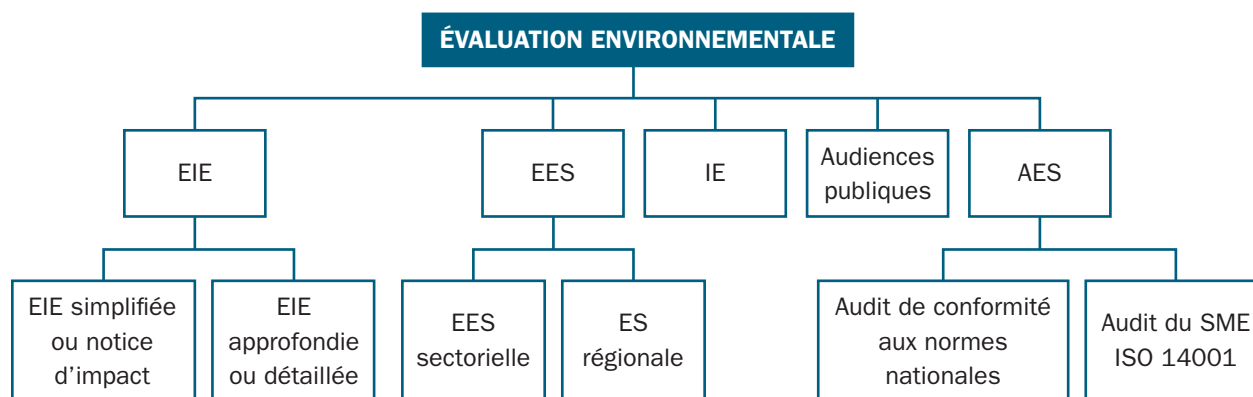 ÉVALUATION ENVIRONNEMENTALE
EIE
EES
IE
Audiences
publiques
AES
EIE simplifiée
ou notice
d’impact
EIE
approfondie
ou détaillée
EES
sectorielle
ES
régionale
Audit de conformité
aux normes
nationales
Audit du SME
ISO 14001